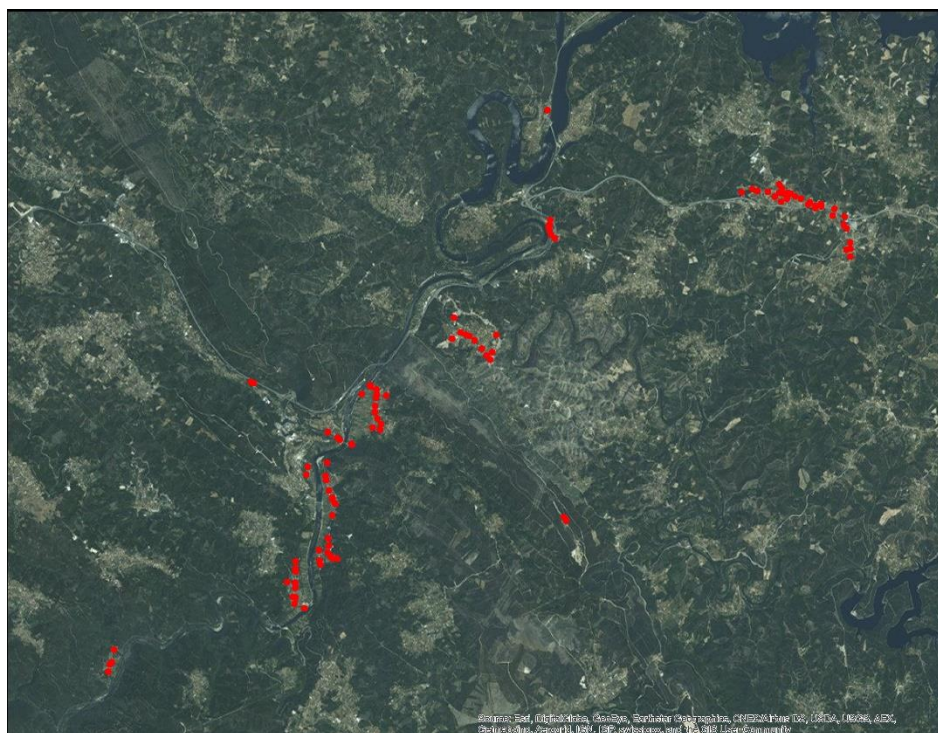 Source: Esri, DigitalGlobe, GeoEye, Earthstar Geographics, CNES/Airbus DS, USDA, USGS, AEX,
Getmapping, Aerogrid, IGN, IGP, swisstopo, and the GIS User Community